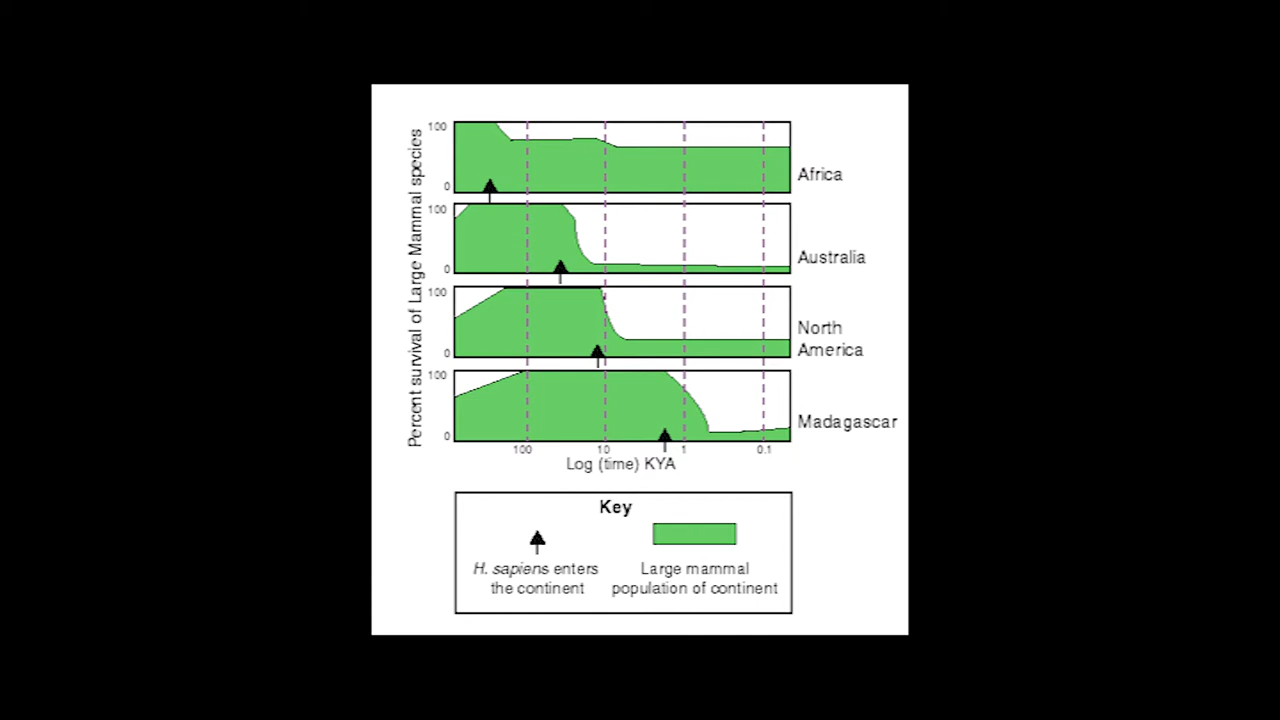 Percent survival of Large Mammal species
100
0
Africa
100
0
Australia
100
0
North
America
100
0
Madagascar
100 10 1 0.1
Log (time) KYA
Key
H. sapiens enters
the continent
Large mammal
population of continent